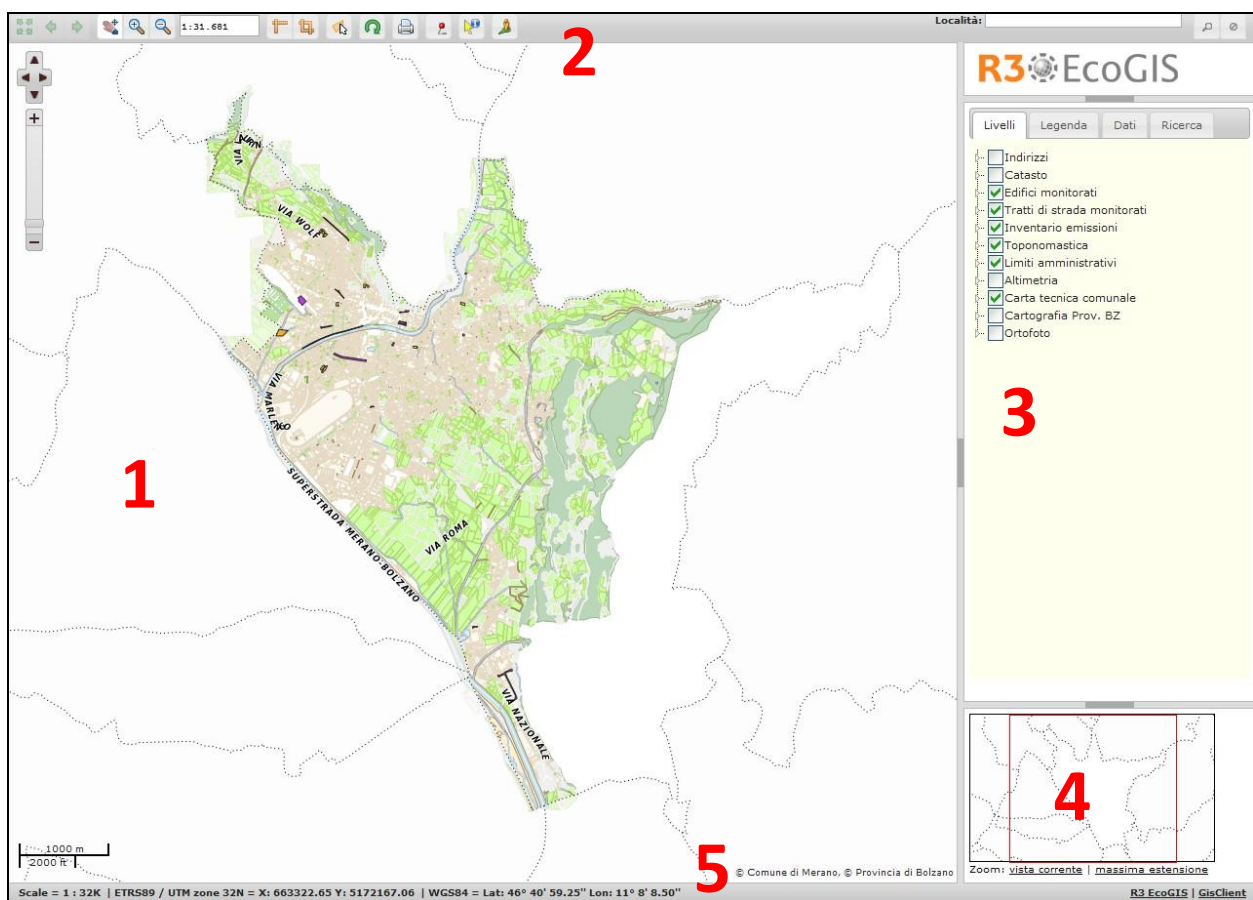 1:31.681
Località:
2
R3 EcoGIS
Livelli Legenda Dati Ricerca
Indirizzi
Catasto
Edifici monitorati
Tratti di strada monitorati
Inventario emissioni
Toponomastica
Limiti amministrativi
Altimetria
Carta tecnica comunale
Cartografia Prov. BZ
Ortofoto
3
VIA WOLF
VIA MARLENGO
1
SUPERSTRADA MERANO-BOLZANO
VIA ROMA
VIA NAZIONALE
4
1000 m
2000 ft
5
© Comune di Merano, © Provincia di Bolzano
Zoom: vista corrente | massima estensione
Scale = 1 : 32K | ETRS89 / UTM zone 32N = X: 663322.65 Y: 5172167.06 | WGS84 = Lat: 46° 40' 59.25'' Lon: 11° 8' 8.50''
R3 EcoGIS | GisClient